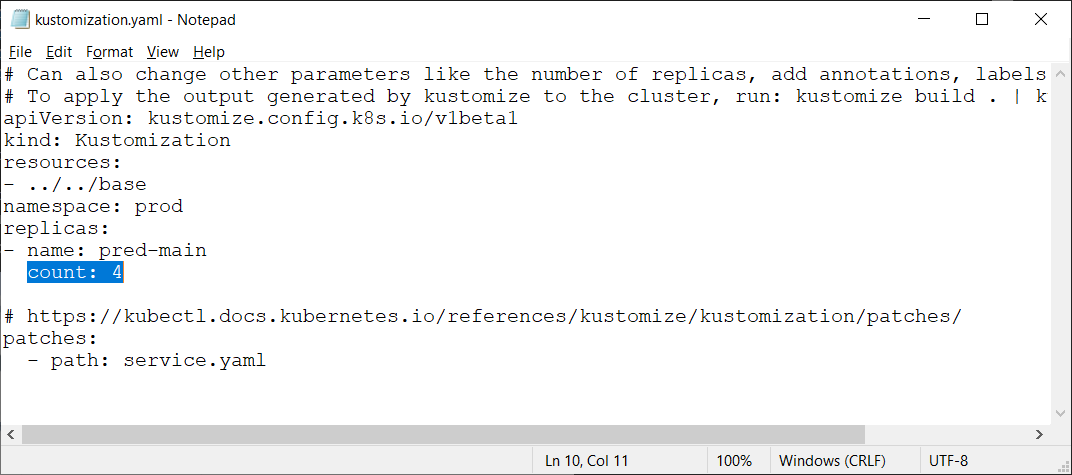 kustomization.yaml - Notepad
File Edit Format View Help
# Can also change other parameters like the number of replicas, add annotations, labels
# To apply the output generated by kustomize to the cluster, run: kustomize build . | k
apiVersion: kustomize.config.k8s.io/v1beta1
kind: Kustomization
resources:
- ../../base
namespace: prod
replicas:
- name: pred-main
  count: 4
# https://kubectl.docs.kubernetes.io/references/kustomize/kustomization/patches/
patches:
  - path: service.yaml
Ln 10, Col 11 100% Windows (CRLF) UTF-8